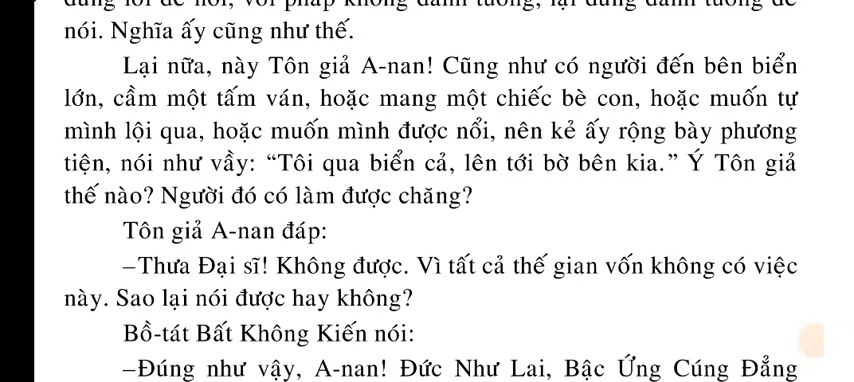 nói. Nghĩa ấy cũng như thế.
Lại nữa, này Tôn giả A-nan! Cũng như có người đến bên biển
lớn, cầm một tấm ván, hoặc mang một chiếc bè con, hoặc muốn tự
mình lội qua, hoặc muốn mình được nổi, nên kẻ ấy rộng bày phương
tiện, nói như vầy: “Tôi qua biển cả, lên tới bờ bên kia.” Ý Tôn giả
thế nào? Người đó có làm được chăng?
Tôn giả A-nan đáp:
–Thưa Đại sĩ! Không được. Vì tất cả thế gian vốn không có việc
này. Sao lại nói được hay không?
Bồ-tát Bất Không Kiến nói:
–Đúng như vậy, A-nan! Đức Như Lai, Bậc Ứng Cúng Đẳng